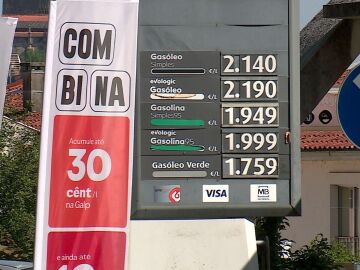 COM
BI NA
Acumule até
30
cênt/l
na Galp
e ainda até
Gasóleo
Simples
€/L
2.140
evologic
Gasóleo
€/L
2.190
Gasolina
Simples95
€/L
1.949
evologic
Gasolina95
€/L
1.999
Gasóleo Verde
€/L
1.759
VISA
MB